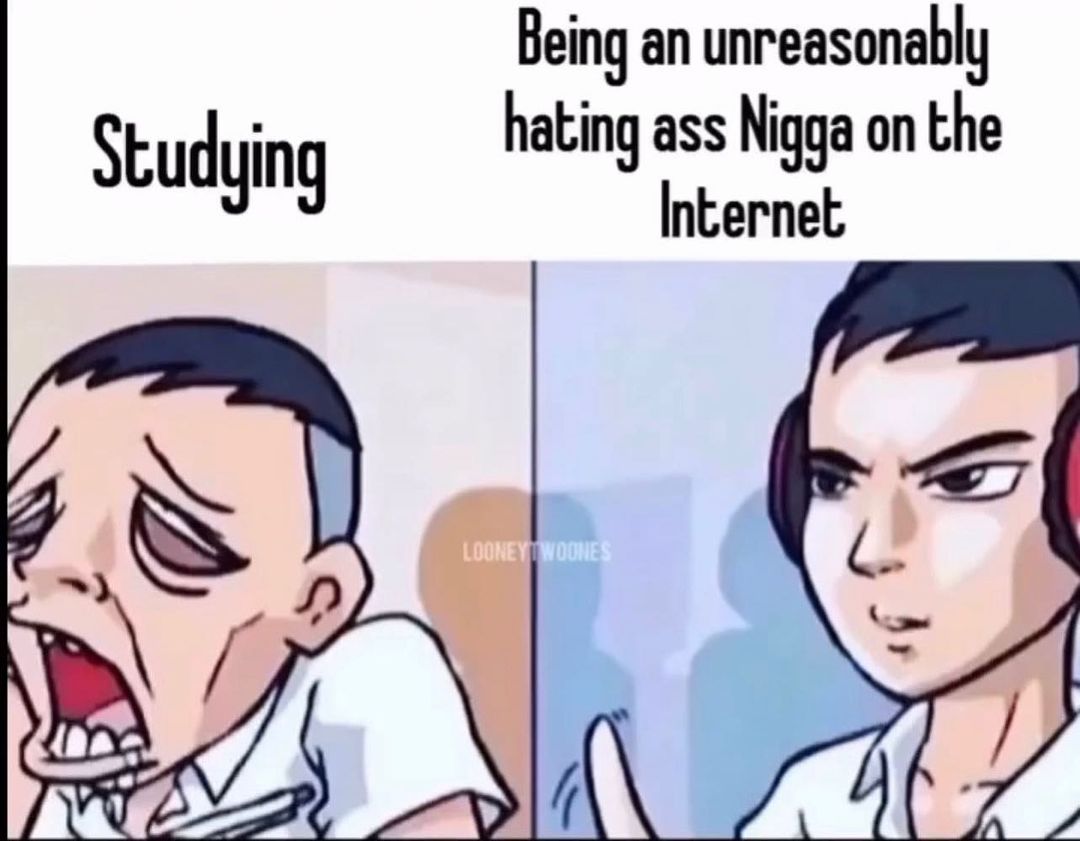 Studying
Being an unreasonably
hating ass Nigga on the
Internet
LOONEYTWOONES